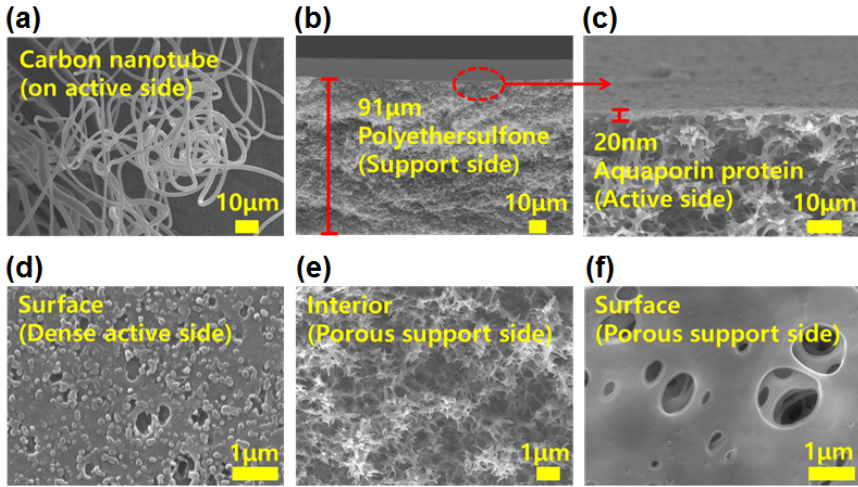 (a)
Carbon nanotube
(on active side)
10μm
(b)
91μm
Polyethersulfone
(Support side)
10μm
(c)
20nm
Aquaporin protein
(Active side)
10μm
(d)
Surface
(Dense active side)
1μm
(e)
Interior
(Porous support side)
1μm
(f)
Surface
(Porous support side)
1μm